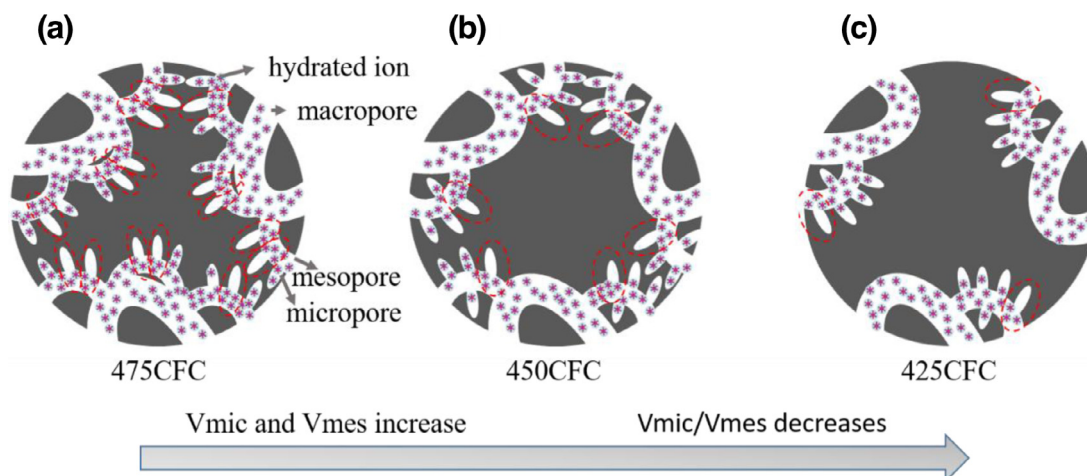 (a)
(b)
(c)
hydrated ion
macropore
mesopore
micropore
475CFC
450CFC
425CFC
Vmic and Vmes increase
Vmic/Vmes decreases